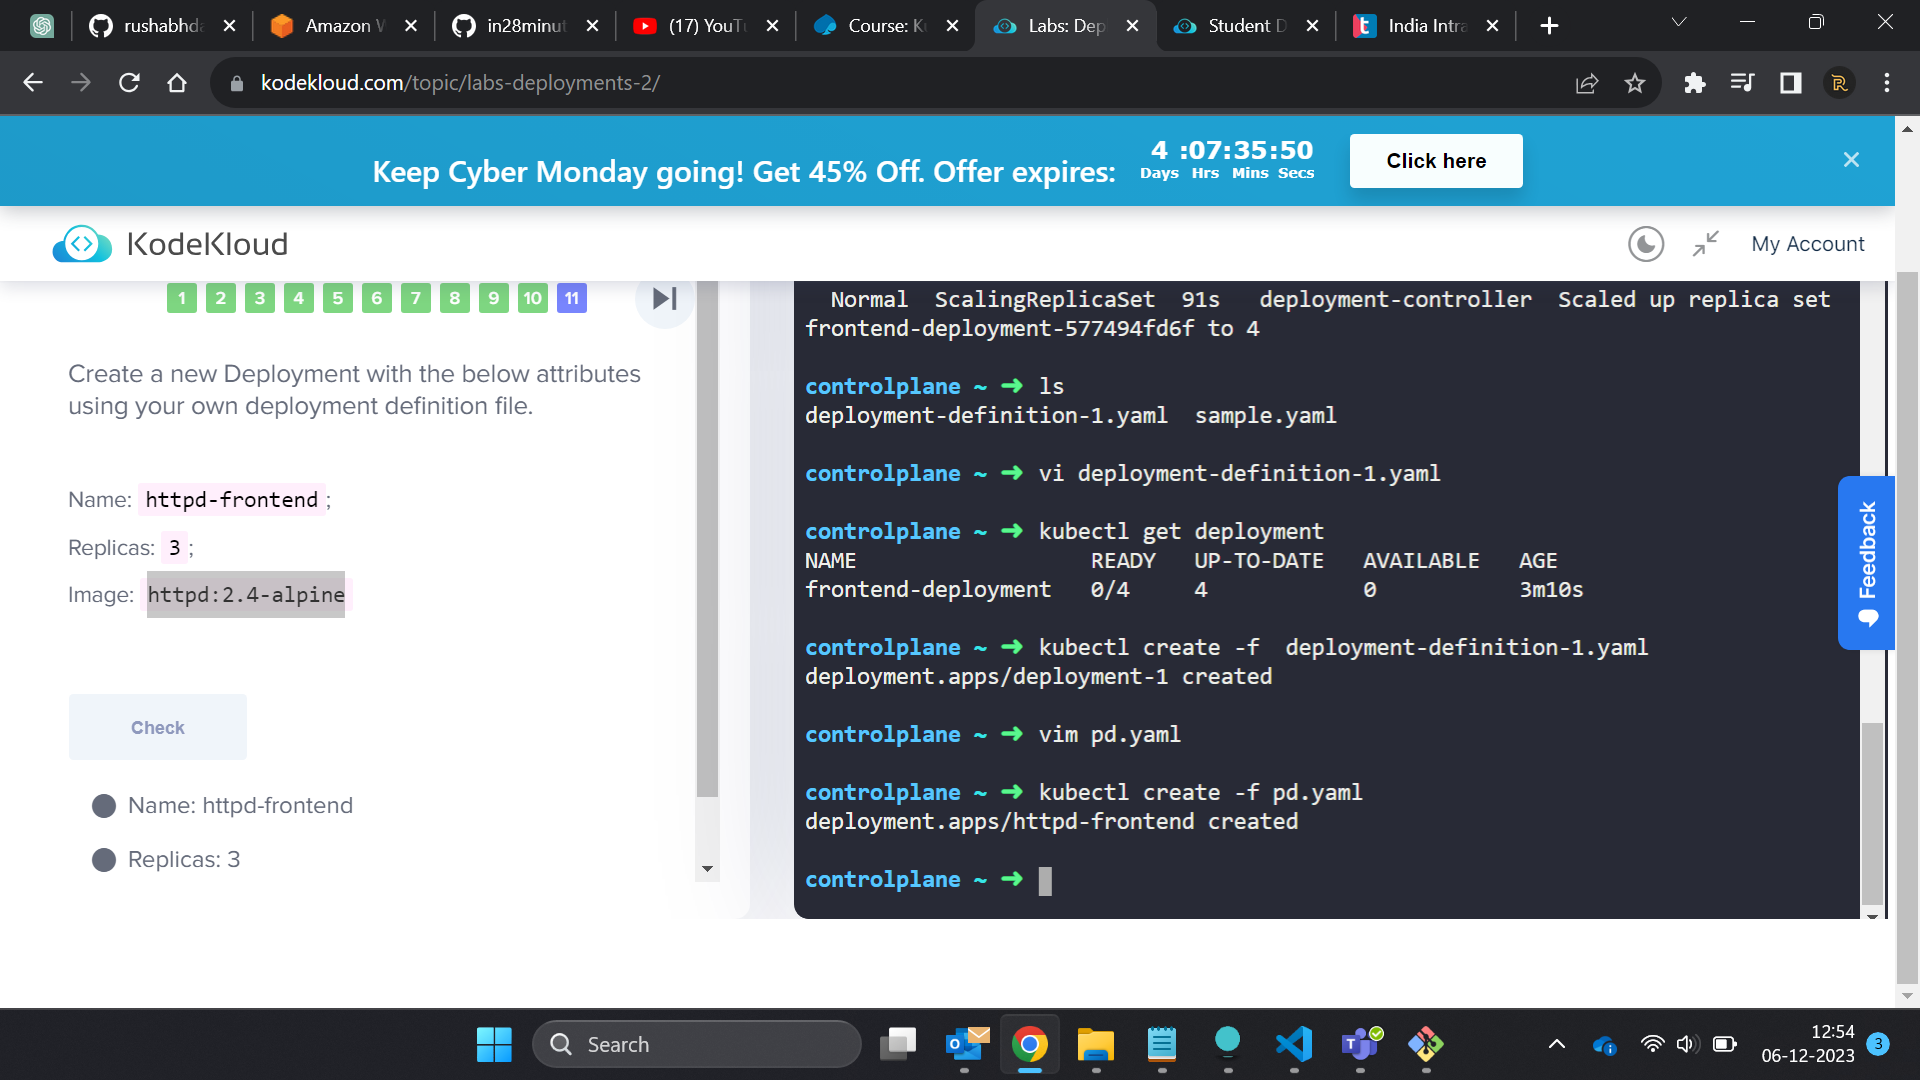 rushabhda
Amazon W
in28minut
(17) YouTu
Course: Ku
Labs: Dep
Student D
India Intra
kodekloud.com/topic/labs-deployments-2/
Keep Cyber Monday going! Get 45% Off. Offer expires:
4 :07:35:50
Days Hrs Mins Secs
Click here
KodeKloud
My Account
1 2 3 4 5 6 7 8 9 10 11
Create a new Deployment with the below attributes
using your own deployment definition file.
Name: httpd-frontend;
Replicas: 3;
Image: httpd:2.4-alpine
Check
Name: httpd-frontend
Replicas: 3
Normal  ScalingReplicaSet  91s   deployment-controller  Scaled up replica set
frontend-deployment-577494fd6f to 4
controlplane ~ ➜ ls
deployment-definition-1.yaml  sample.yaml
controlplane ~ ➜ vi deployment-definition-1.yaml
controlplane ~ ➜ kubectl get deployment
NAME                  READY   UP-TO-DATE   AVAILABLE   AGE
frontend-deployment   0/4     4            0           3m10s
controlplane ~ ➜ kubectl create -f  deployment-definition-1.yaml
deployment.apps/deployment-1 created
controlplane ~ ➜ vim pd.yaml
controlplane ~ ➜ kubectl create -f pd.yaml
deployment.apps/httpd-frontend created
controlplane ~ ➜
Feedback
Search
12:54
06-12-2023
3